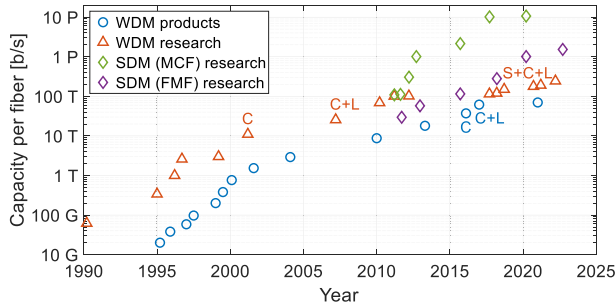 10 P
1 P
100 T
10 T
1 T
100 G
10 G
Capacity per fiber [b/s]
WDM products
WDM research
SDM (MCF) research
SDM (FMF) research
C
C+L
S+C+L
C+L
C
1990
1995
2000
2005
2010
2015
2020
2025
Year